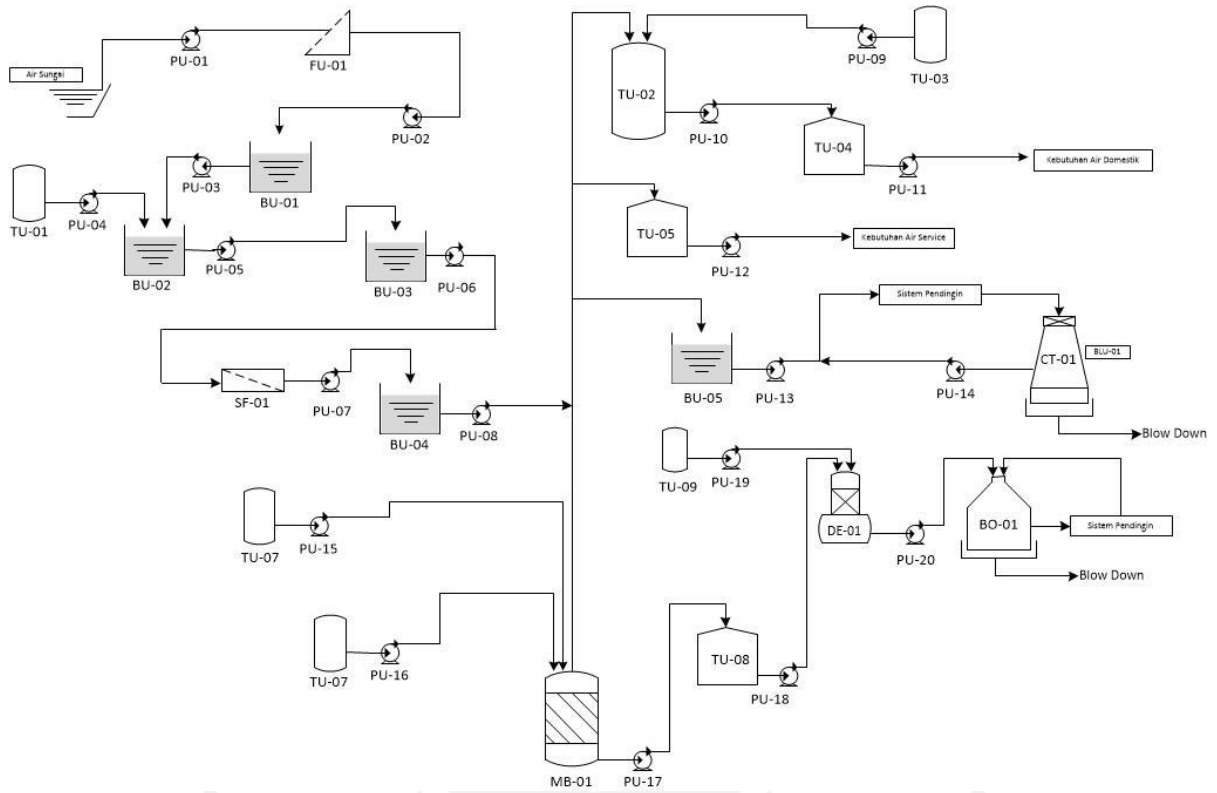 Air Sungai
PU-01
FU-01
PU-02
PU-03
BU-01
TU-01
PU-04
BU-02
PU-05
BU-03
PU-06
SF-01
PU-07
BU-04
PU-08
TU-02
PU-09
TU-03
PU-10
TU-04
PU-11
Kebutuhan Air Domestik
TU-05
PU-12
Kebutuhan Air Service
BU-05
PU-13
Sistem Pendingin
PU-14
CT-01
BLU-01
Blow Down
TU-09
PU-19
DE-01
PU-20
BO-01
Sistem Pendingin
Blow Down
TU-07
PU-15
TU-07
PU-16
MB-01
PU-17
TU-08
PU-18